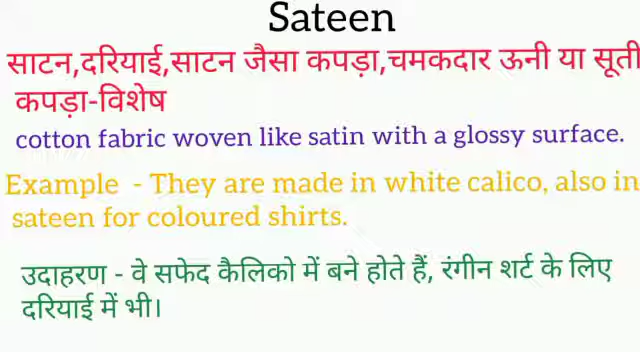 Sateen
साटन,दरियाई,साटन जैसा कपड़ा,चमकदार ऊनी या सूती
कपड़ा-विशेष
cotton fabric woven like satin with a glossy surface.
Example - They are made in white calico, also in
sateen for coloured shirts.
उदाहरण - वे सफेद कैलिको में बने होते हैं, रंगीन शर्ट के लिए
दरियाई में भी।